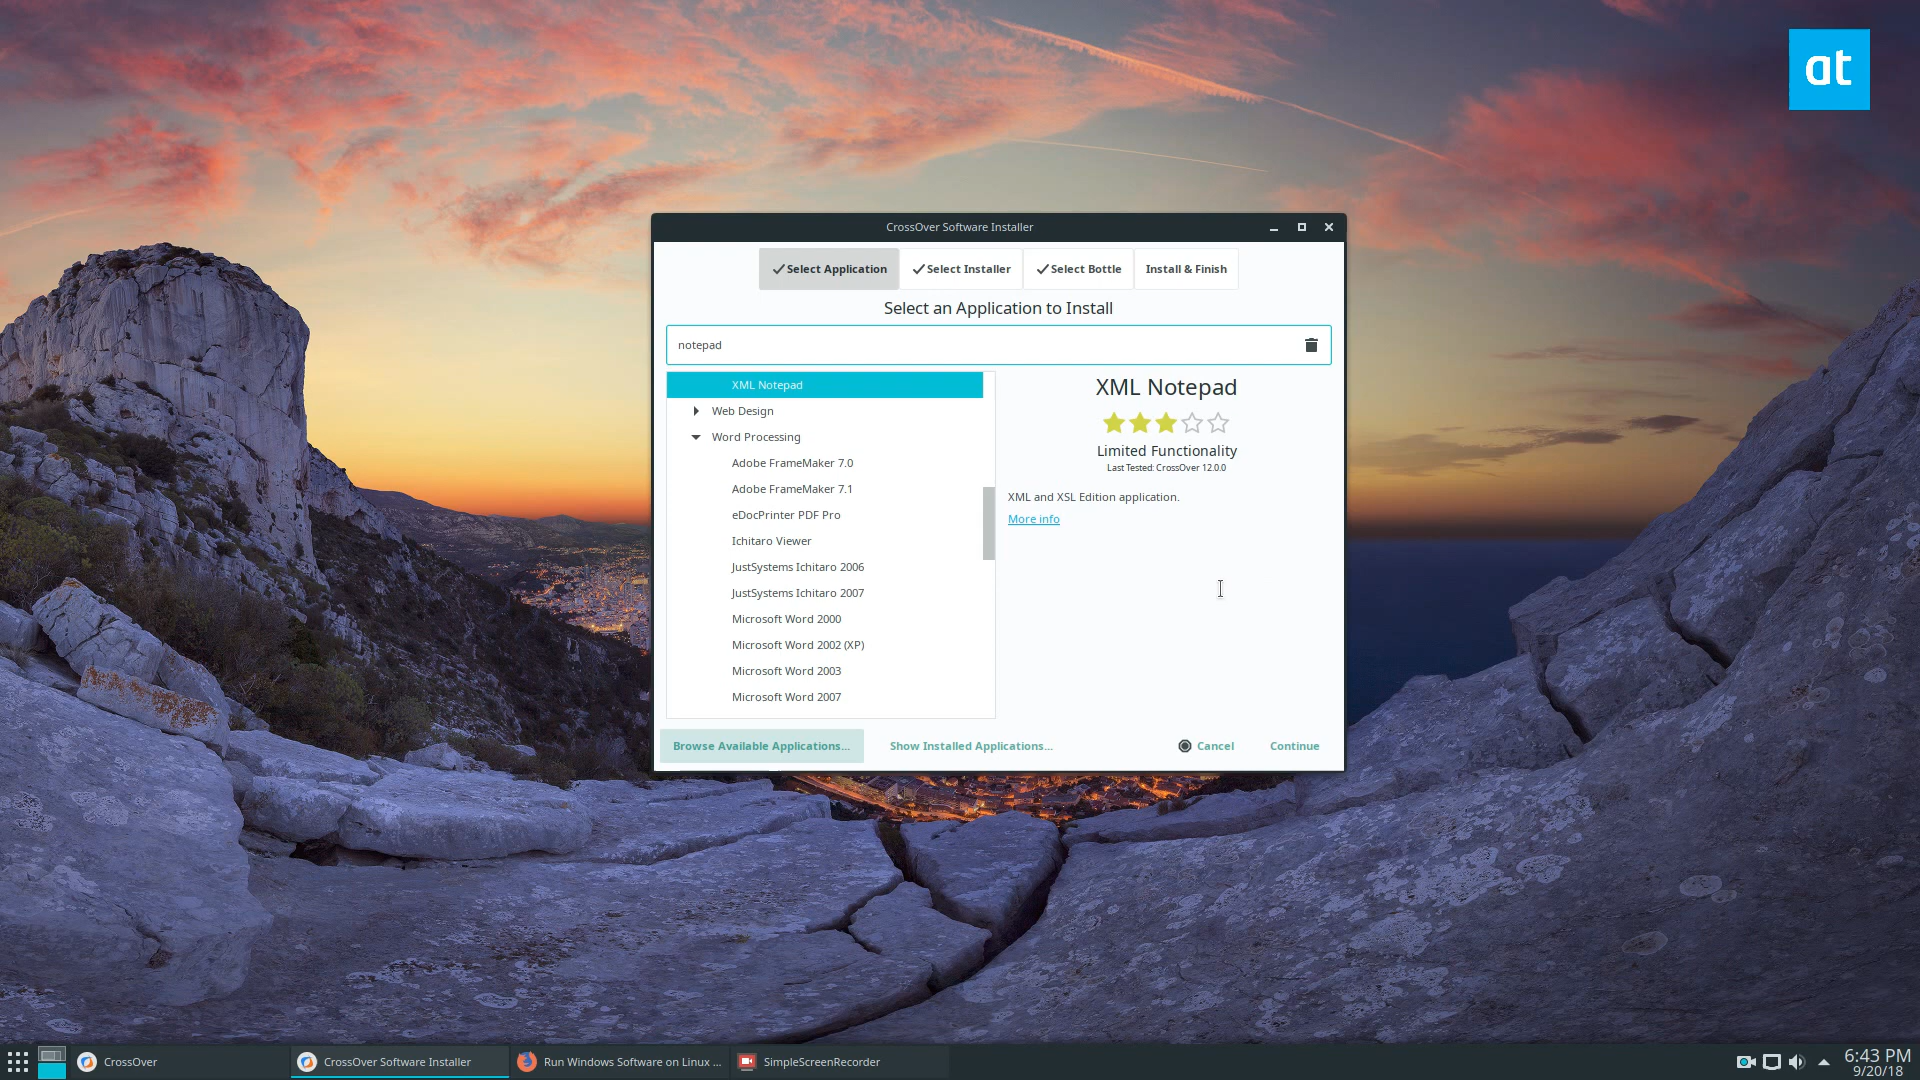 at
CrossOver Software Installer
Select Application
Select Installer
Select Bottle
Install & Finish
Select an Application to Install
notepad
XML Notepad
Web Design
Word Processing
Adobe FrameMaker 7.0
Adobe FrameMaker 7.1
eDocPrinter PDF Pro
Ichitaro Viewer
JustSystems Ichitaro 2006
JustSystems Ichitaro 2007
Microsoft Word 2000
Microsoft Word 2002 (XP)
Microsoft Word 2003
Microsoft Word 2007
XML Notepad
Limited Functionality
Last Tested: CrossOver 12.0.0
XML and XSL Edition application.
More info
Browse Available Applications...
Show Installed Applications...
Cancel
Continue
CrossOver
CrossOver Software Installer
Run Windows Software on Linux ...
SimpleScreenRecorder
6:43 PM
9/20/18